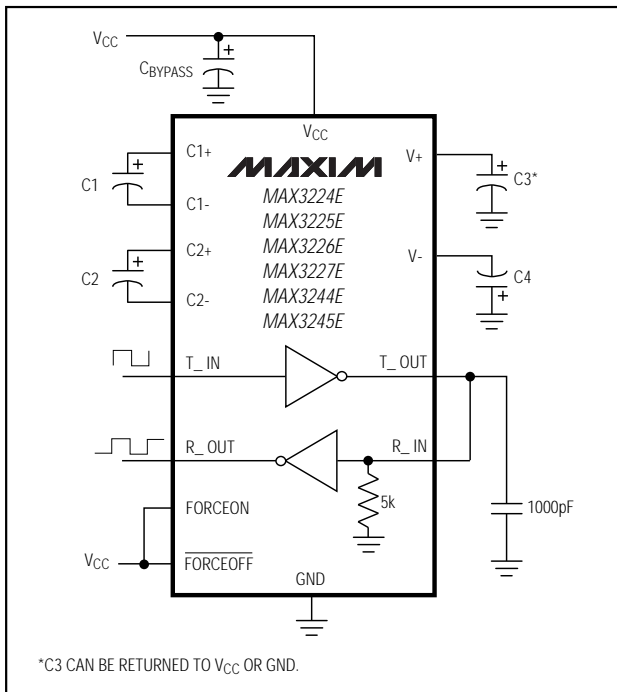 VCC
CBYPASS
+
VCC
C1+
C1-
C1
+
C2+
C2-
C2
+
MAXIM
MAX3224E
MAX3225E
MAX3226E
MAX3227E
MAX3244E
MAX3245E
V+
+
C3*
V-
C4
+
T_ IN
T_ OUT
R_ OUT
R_ IN
5k
1000pF
FORCEON
VCC
FORCEOFF
GND
*C3 CAN BE RETURNED TO VCC OR GND.